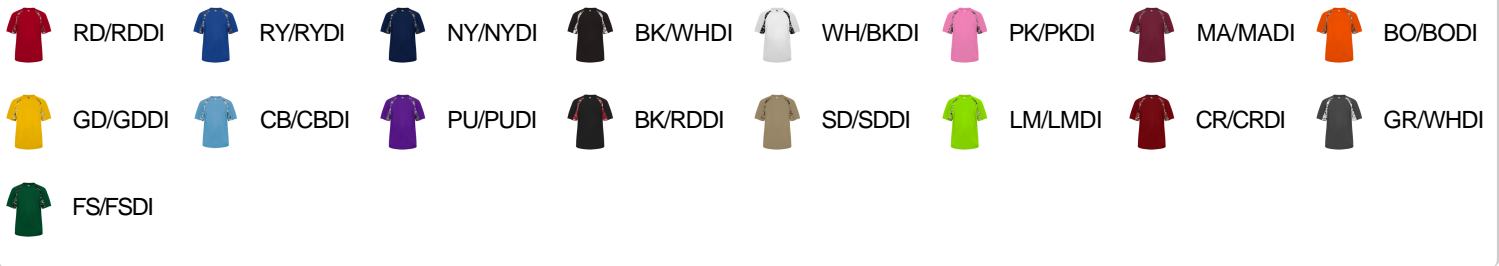 RD/RDDI RY/RYDI NY/NYDI BK/WHDI WH/BKDI PK/PKDI MA/MADI BO/BODI
GD/GDDI CB/CBDI PU/PUDI BK/RDDI SD/SDDI LM/LMDI CR/CRDI GR/WHDI
FS/FSDI